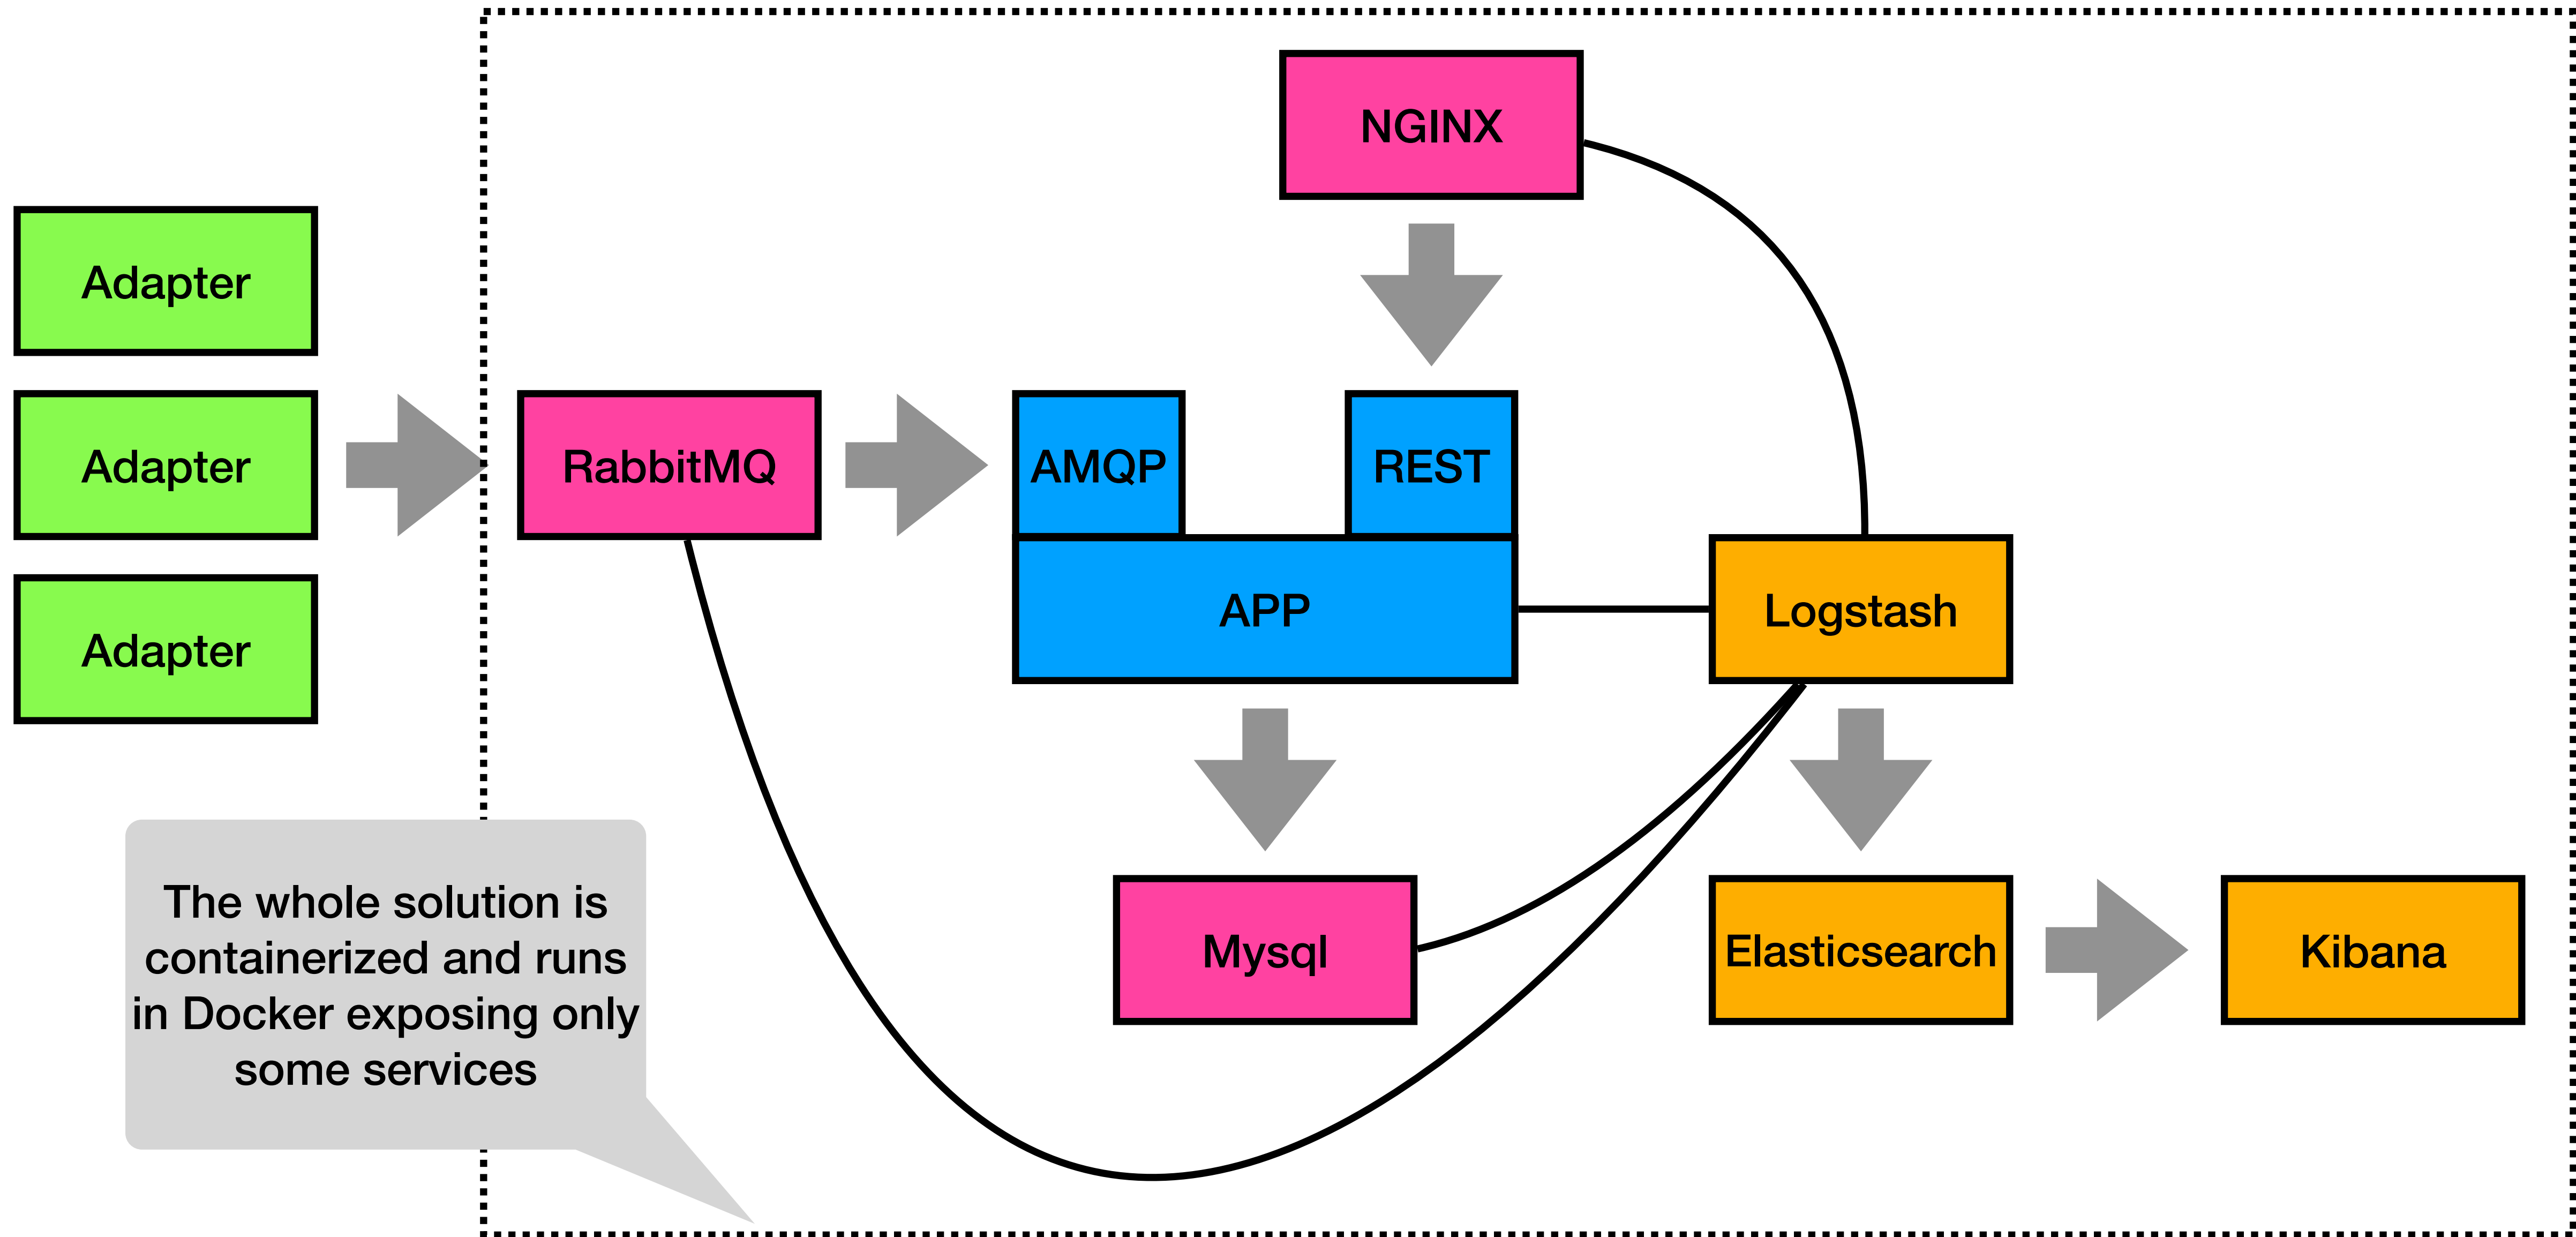 NGINX
Adapter
Adapter
RabbitMQ
AMQP
REST
Adapter
APP
Logstash
The whole solution is
containerized and runs
in Docker exposing only
some services
Mysql
Elasticsearch
Kibana